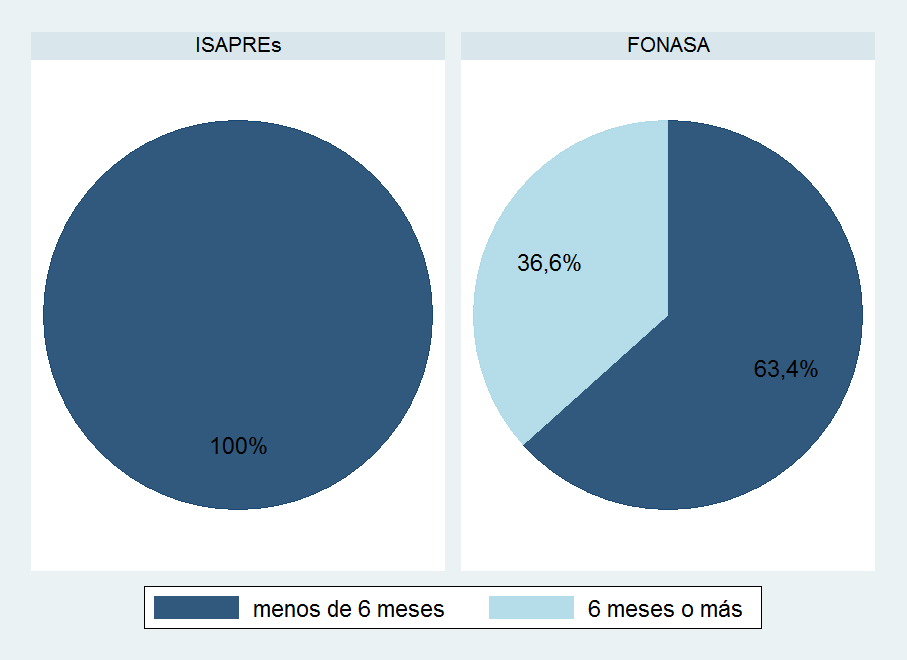 ISAPREs
FONASA
36,6%
63,4%
100%
menos de 6 meses
6 meses o más